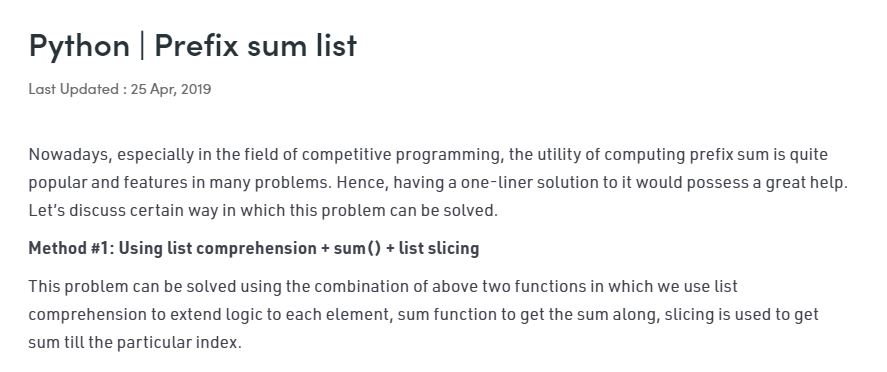 Python | Prefix sum list
Last Updated : 25 Apr, 2019
Nowadays, especially in the field of competitive programming, the utility of computing prefix sum is quite
popular and features in many problems. Hence, having a one-liner solution to it would possess a great help.
Let's discuss certain way in which this problem can be solved.
Method #1: Using list comprehension + sum() + list slicing
This problem can be solved using the combination of above two functions in which we use list
comprehension to extend logic to each element, sum function to get the sum along, slicing is used to get
sum till the particular index.